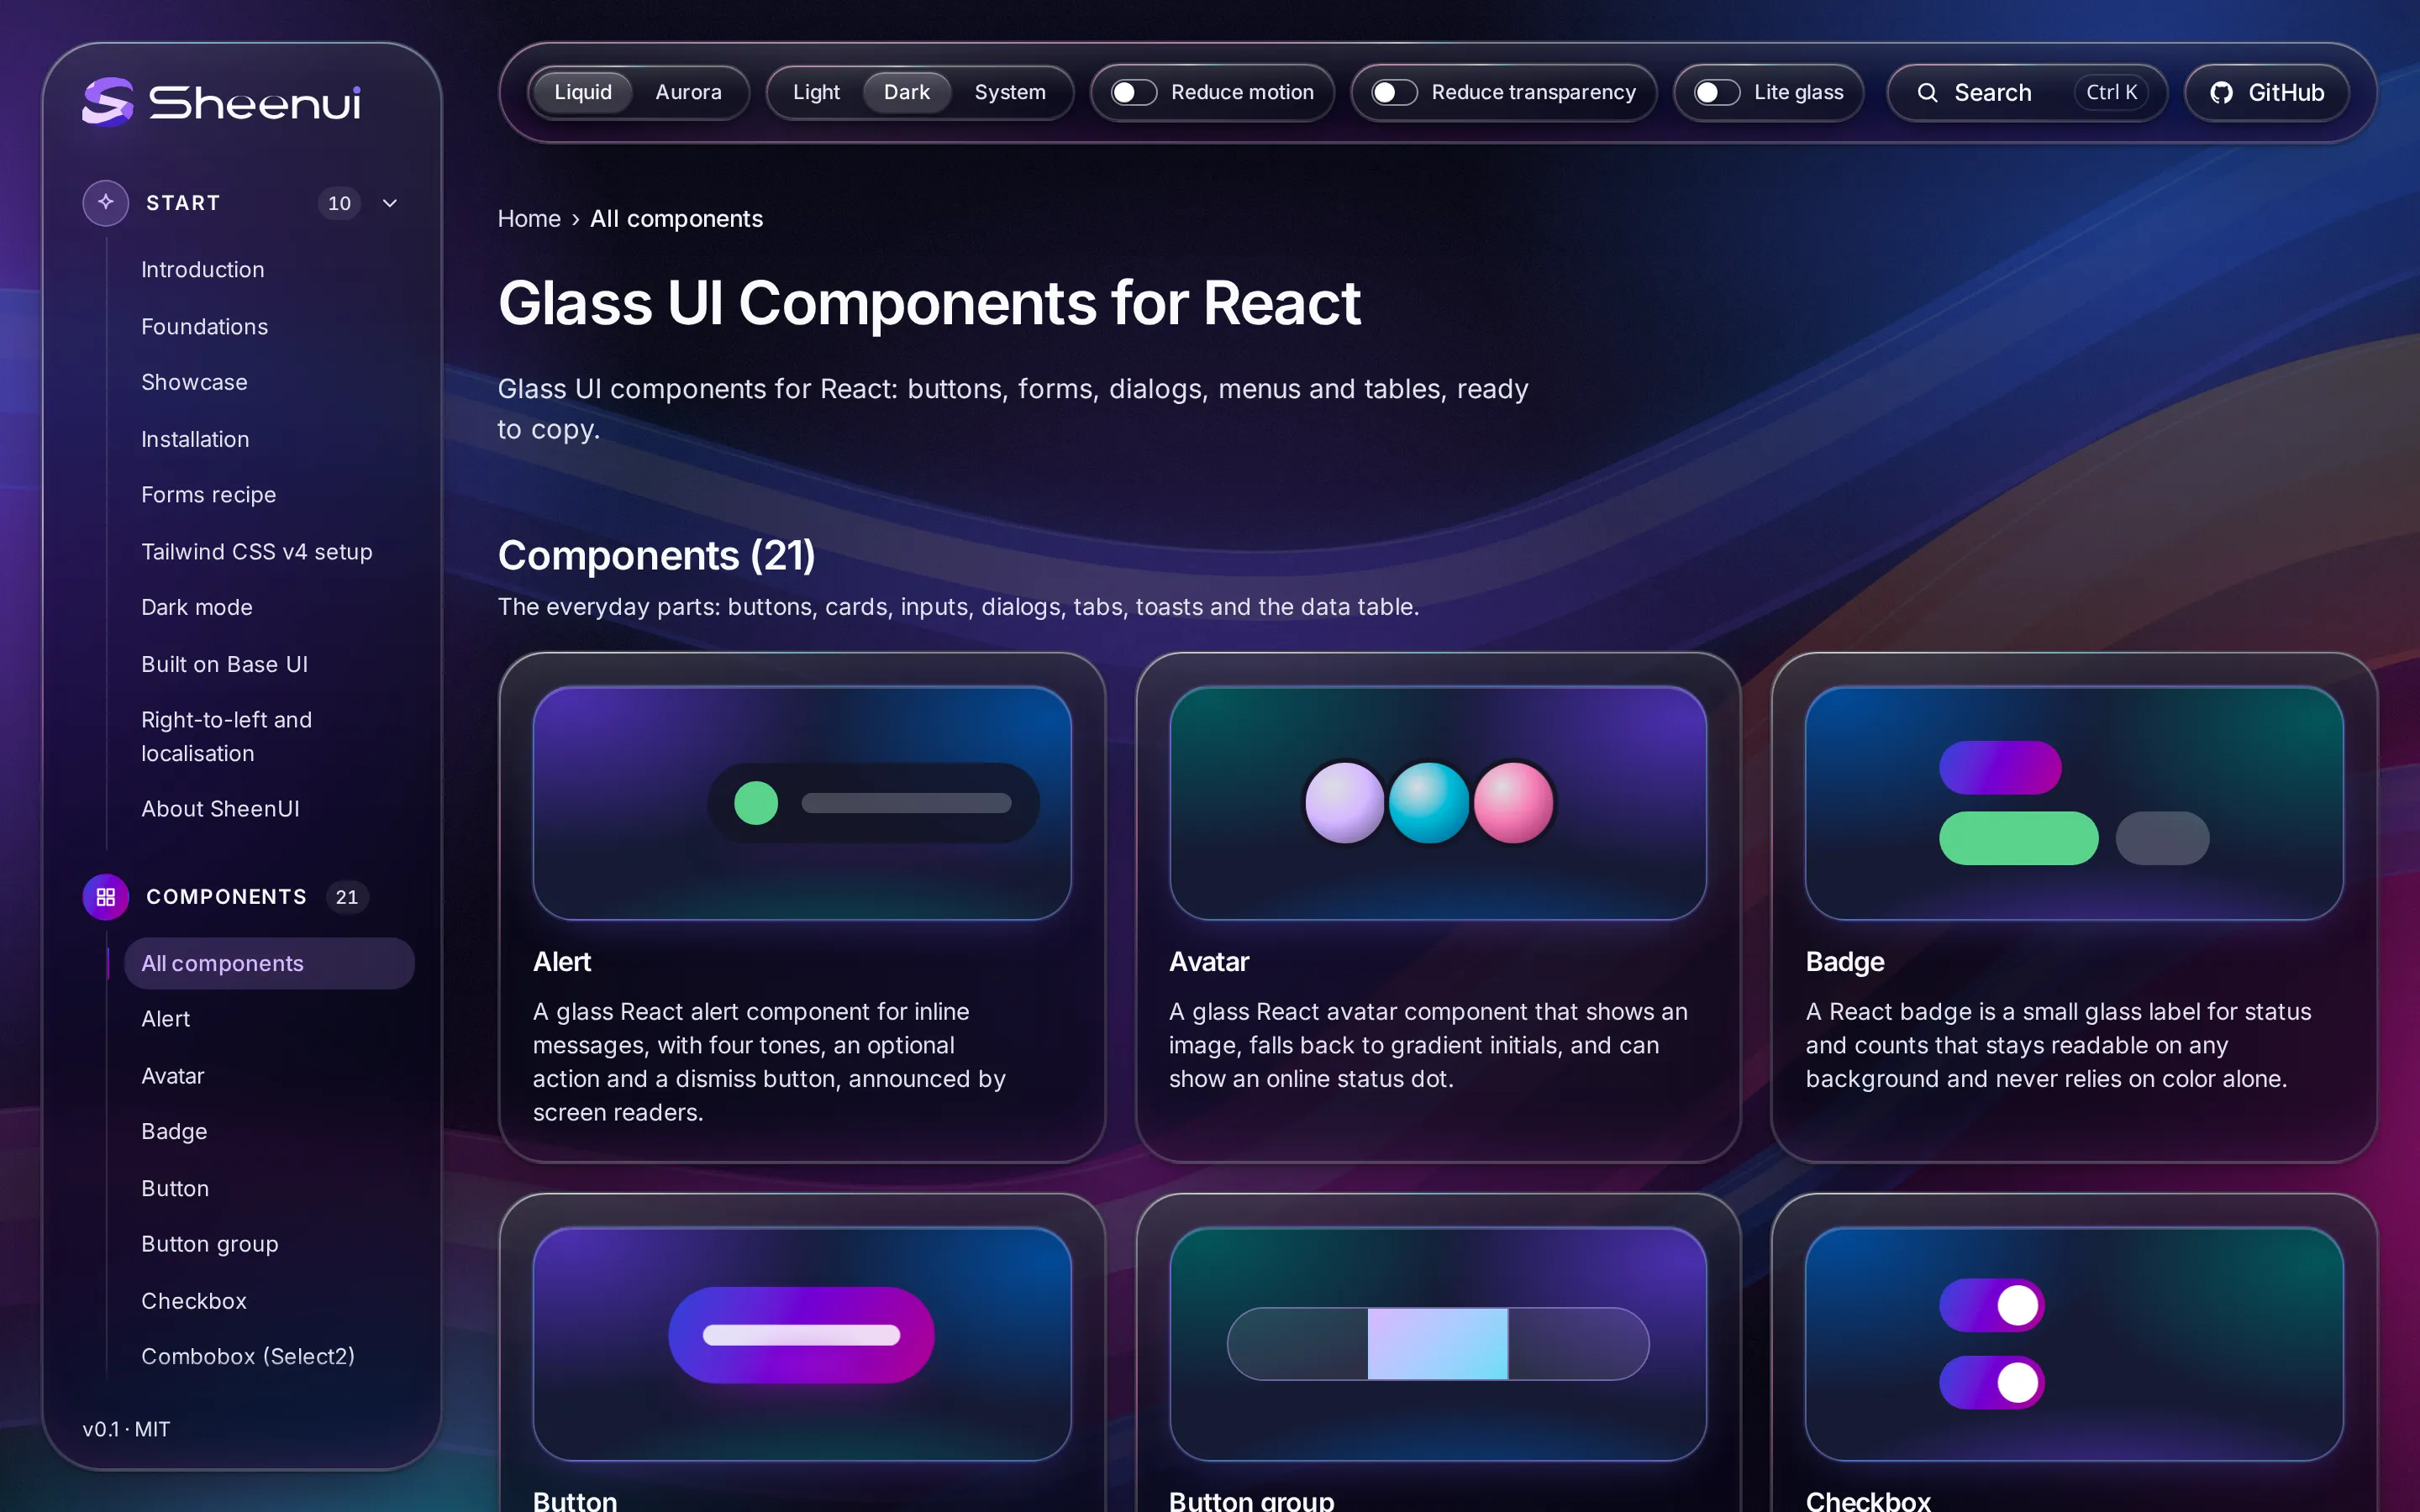 Sheenui
START 10
Introduction
Foundations
Showcase
Installation
Forms recipe
Tailwind CSS v4 setup
Dark mode
Built on Base UI
Right-to-left and
localisation
About SheenUI
COMPONENTS 21
All components
Alert
Avatar
Badge
Button
Button group
Checkbox
Combobox (Select2)
v0.1 · MIT
Liquid Aurora Light Dark System Reduce motion Reduce transparency Lite glass Search Ctrl K GitHub
Home › All components
Glass UI Components for React
Glass UI components for React: buttons, forms, dialogs, menus and tables, ready
to copy.
Components (21)
The everyday parts: buttons, cards, inputs, dialogs, tabs, toasts and the data table.
Alert
A glass React alert component for inline
messages, with four tones, an optional
action and a dismiss button, announced by
screen readers.
Avatar
A glass React avatar component that shows an
image, falls back to gradient initials, and can
show an online status dot.
Badge
A React badge is a small glass label for status
and counts that stays readable on any
background and never relies on color alone.
Button
Button group
Checkbox